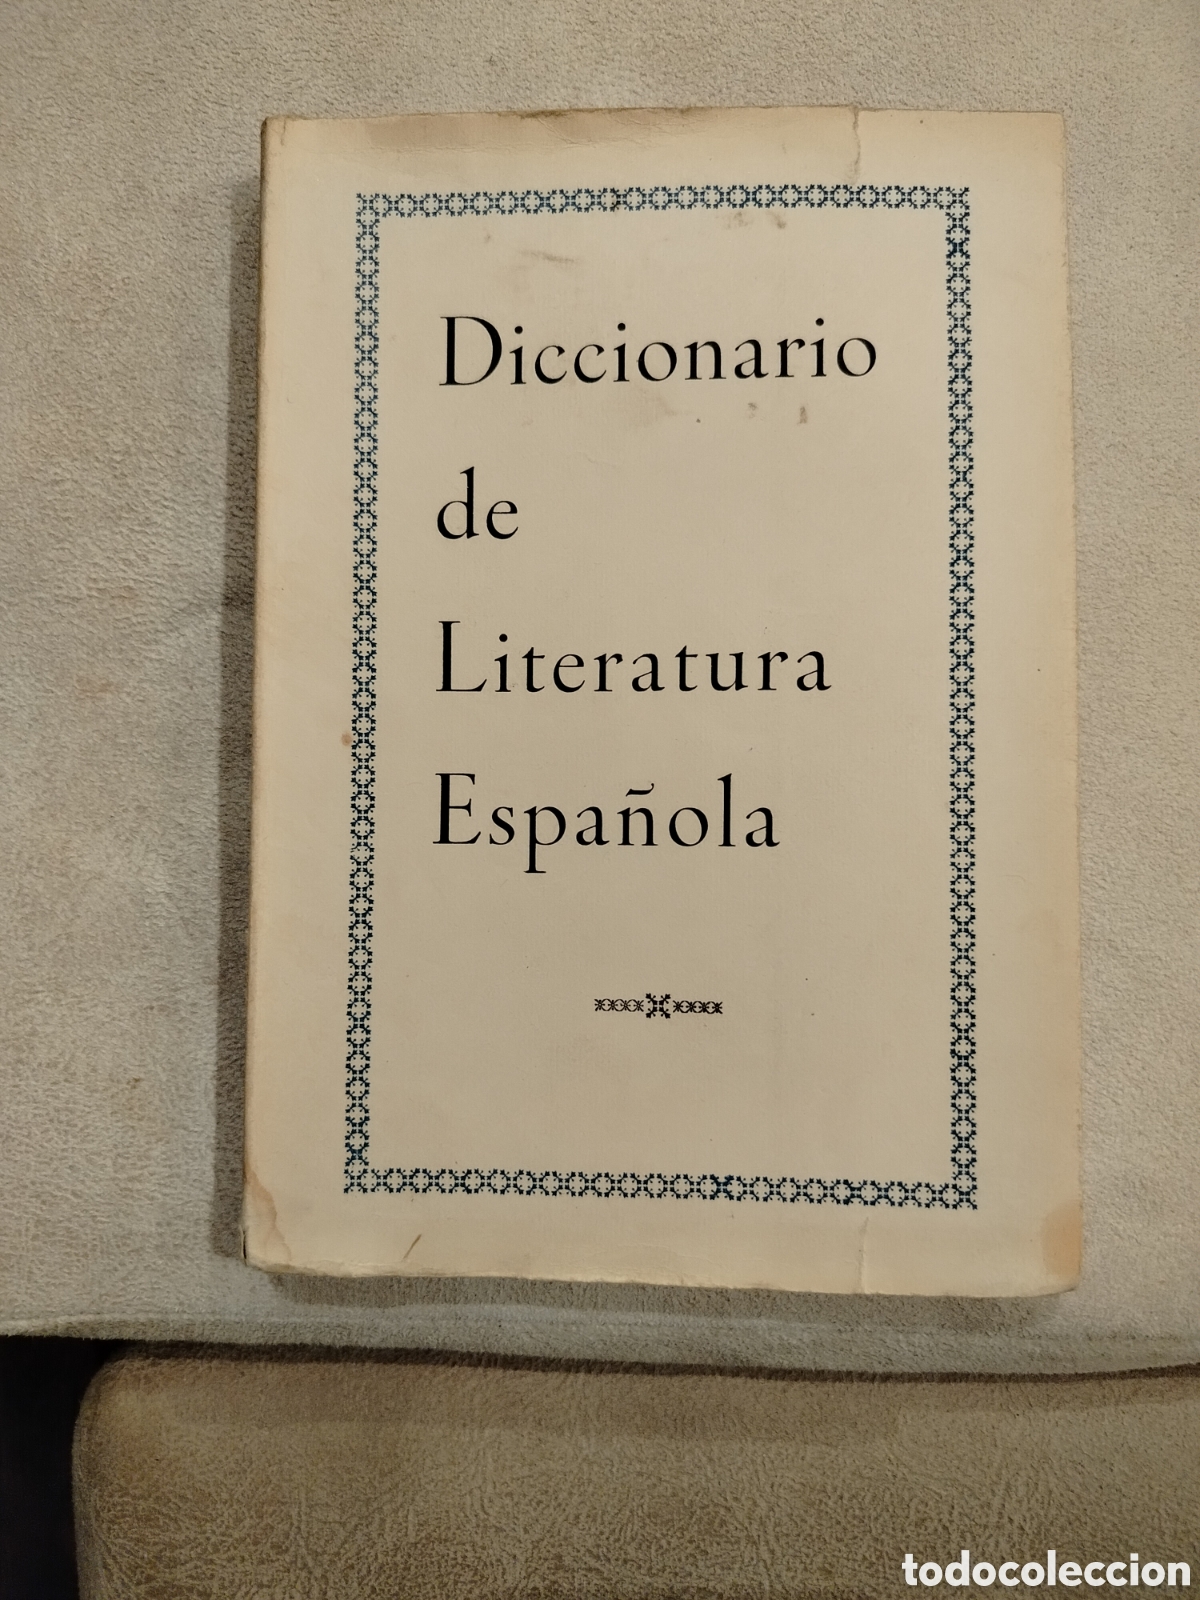 Diccionario
de
Literatura
Española
todocoleccion